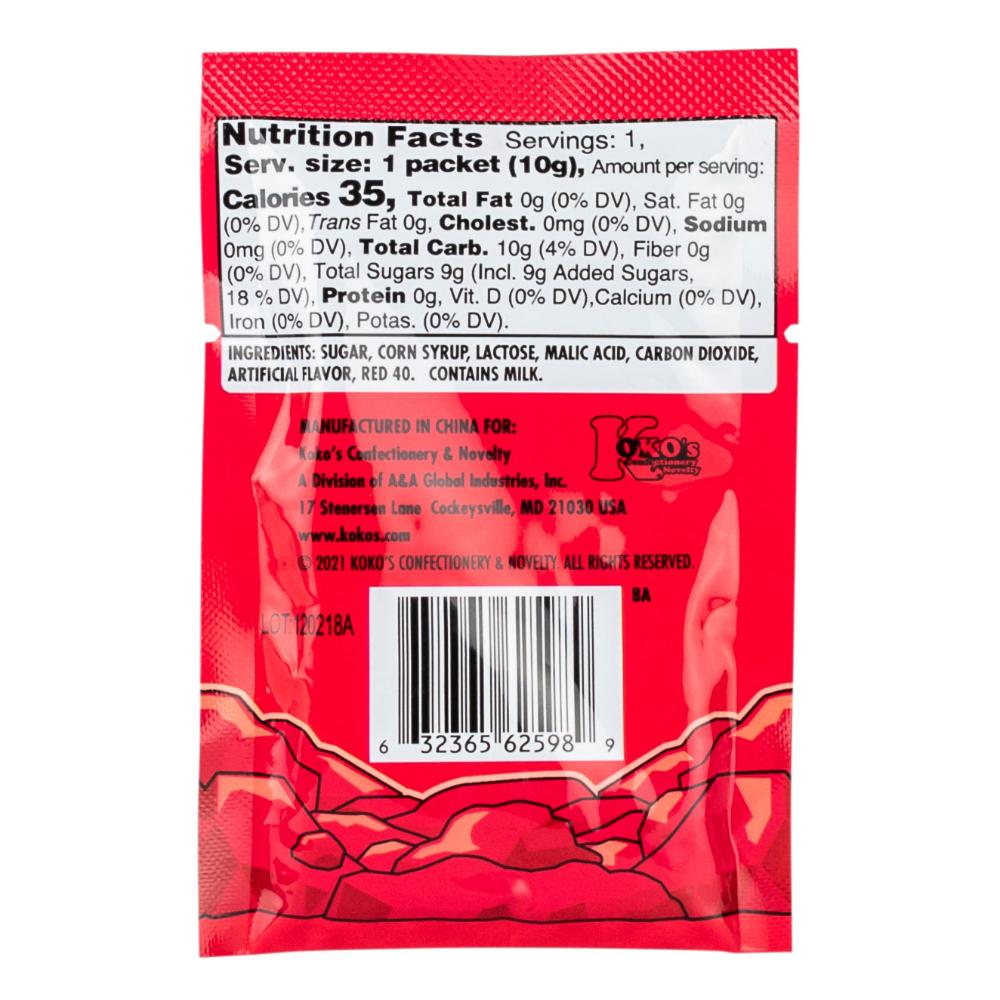 Nutrition Facts Servings: 1,
Serv. size: 1 packet (10g), Amount per serving:
Calories 35, Total Fat 0g (0% DV), Sat. Fat 0g
(0% DV), Trans Fat 0g, Cholest. 0mg (0% DV), Sodium
0mg (0% DV), Total Carb. 10g (4% DV), Fiber 0g
(0% DV), Total Sugars 9g (Incl. 9g Added Sugars,
18 % DV), Protein 0g, Vit. D (0% DV),Calcium (0% DV),
Iron (0% DV), Potas. (0% DV).
INGREDIENTS: SUGAR, CORN SYRUP, LACTOSE, MALIC ACID, CARBON DIOXIDE,
ARTIFICIAL FLAVOR, RED 40. CONTAINS MILK.
MANUFACTURED IN CHINA FOR:
Koko's Confectionery & Novelty
A Division of A&A Global Industries, Inc.
17 Stenersen Lane Cockeysville, MD 21030 USA
www.kokos.com
© 2021 KOKO'S CONFECTIONERY & NOVELTY. ALL RIGHTS RESERVED.
KOKO's
Confectionery
& Novelty
BA
LOT:120218A
6 32365 62598 9